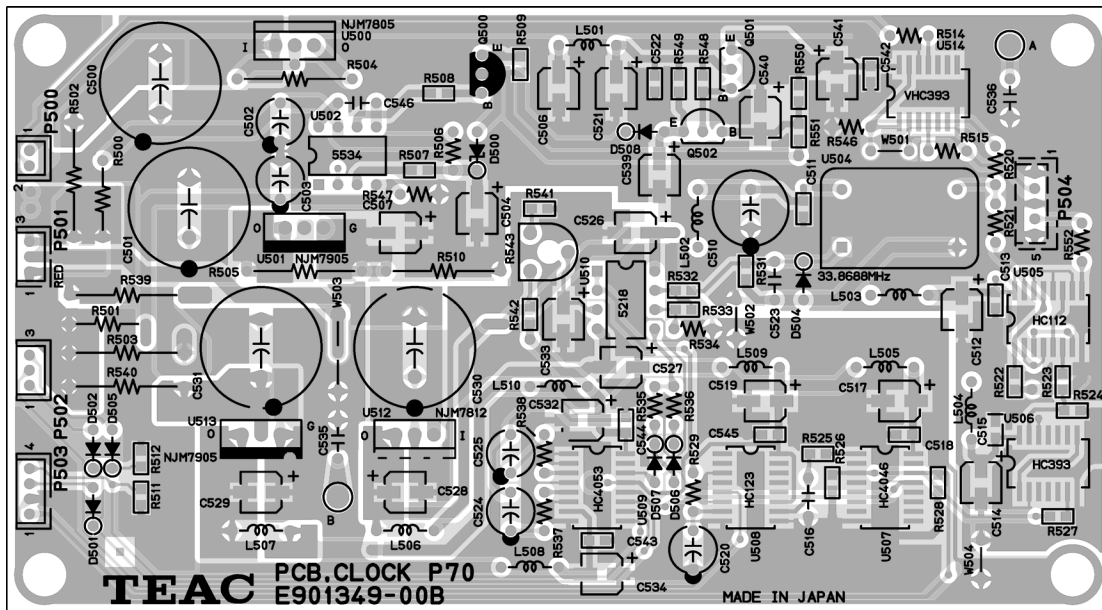 NJM7805
U500
I
O
Q500
E
B
R509
L501
C522
R549
R548
Q501
E
B
C540
R550
C541
C542
R514
U514
A
C500
R504
R508
C506
C521
VHC393
C536
P500
1
2
R502
R500
C502
U502
C546
5534
R506
D500
D508
E
B
Q502
R551
R546
W501
R515
C503
R507
C539
C511
U504
R520
1
P504
R547
C507
C504
R541
C526
L502
C510
R521
R552
5
3
P501
RED
1
C501
O
G
U501
NJM7905
R543
U510
R505
R510
R531
33.8688MHz
C513
U505
R539
W503
R542
5218
R532
R533
R534
W502
C523
D504
L503
HC112
R501
R503
R540
C533
C527
C512
3
1
C531
C530
L510
L509
L505
R522
R523
R524
P502
D502
D505
U513
O
G
NJM7905
C535
U512
O
I
NJM7812
R538
C532
R535
R536
C519
C517
L504
C515
U506
P503
4
1
R512
R511
D501
C525
C544
R529
C545
R525
R526
C518
HC393
C529
B
C528
C524
HC4053
D507
D506
HC123
HC4046
R528
C514
R527
L507
L506
R537
U509
C543
U508
C516
U507
L508
C534
C520
W504
TEAC
PCB.CLOCK P70
E901349-00B
MADE IN JAPAN